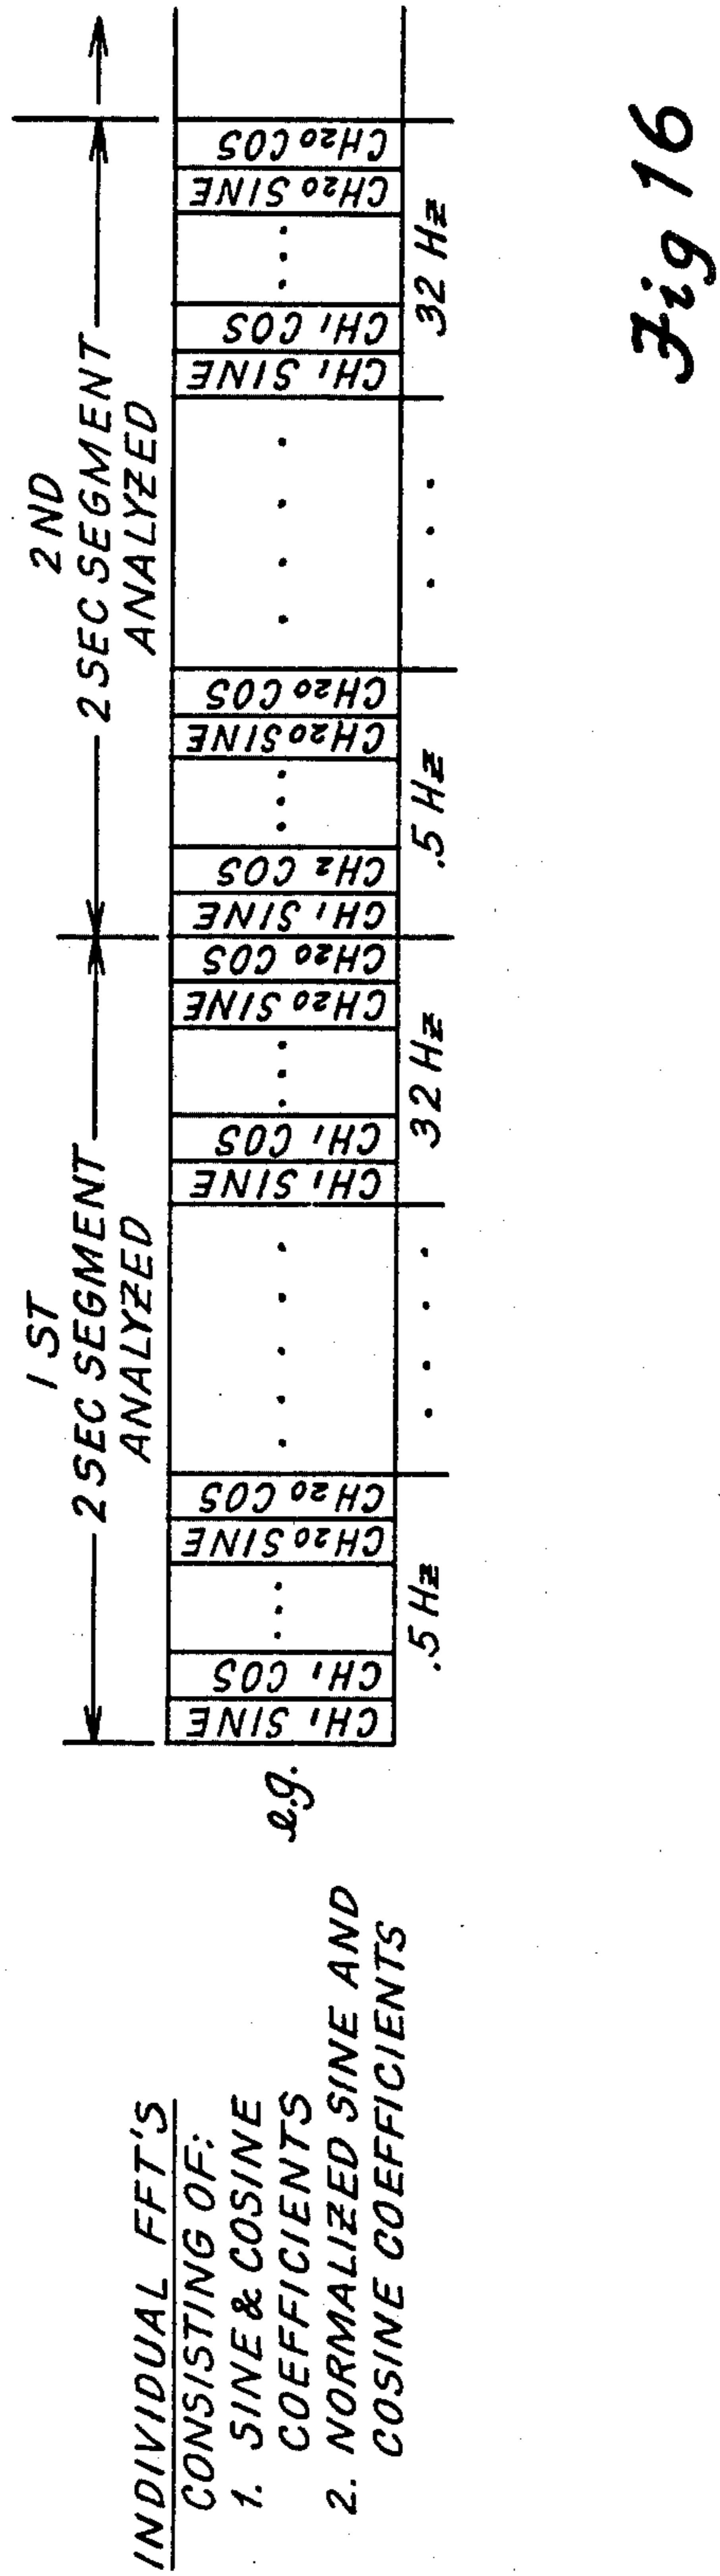 INDIVIDUAL FFT'S
CONSISTING OF:
1. SINE & COSINE
COEFFICIENTS
2. NORMALIZED SINE AND
COSINE COEFFICIENTS
e.g.
1ST
2 SEC SEGMENT
ANALYZED
2ND
2 SEC SEGMENT
ANALYZED
CH1 SINE
CH1 COS
...
CH20 SINE
CH20 COS
.....
CH1 SINE
CH1 COS
...
CH20 SINE
CH20 COS
CH1 SINE
CH2 COS
...
CH20 SINE
CH20 COS
....
CH1 SINE
CH1 COS
...
CH20 SINE
CH20 COS
.5 Hz
....
32 Hz
.5 Hz
...
32 Hz
Fig 16